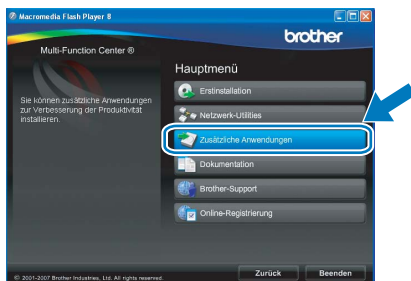 Macromedia Flash Player 8
brother
Multi-Function Center ®
Hauptmenü
Sie können zusätzliche Anwendungen
zur Verbesserung der Produktivität
installieren.
Erstinstallation
Netzwerk-Utilities
Zusätzliche Anwendungen
Dokumentation
Brother-Support
Online-Registrierung
© 2001-2007 Brother Industries, Ltd. All rights reserved.
Zurück
Beenden